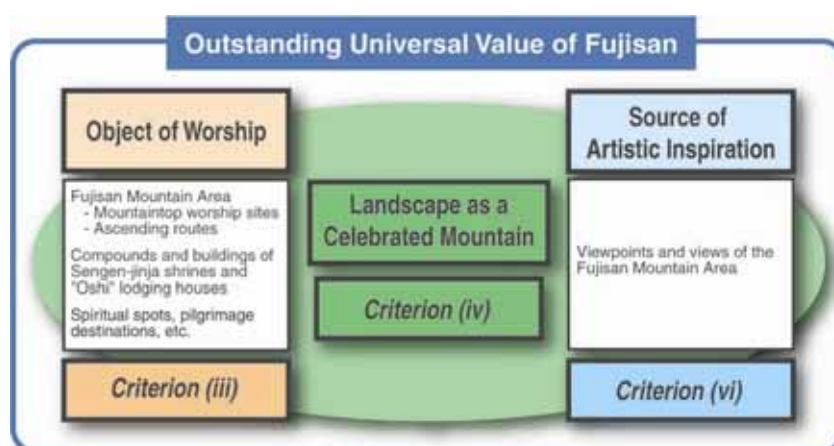 Outstanding Universal Value of Fujisan
Object of Worship
Fujisan Mountain Area
- Mountaintop worship sites
- Ascending routes
Compounds and buildings of
Sengen-jinja shrines and
"Oshi" lodging houses
Spiritual spots, pilgrimage
destinations, etc.
Criterion (iii)
Landscape as a
Celebrated Mountain
Criterion (iv)
Source of
Artistic Inspiration
Viewpoints and views of the
Fujisan Mountain Area
Criterion (vi)